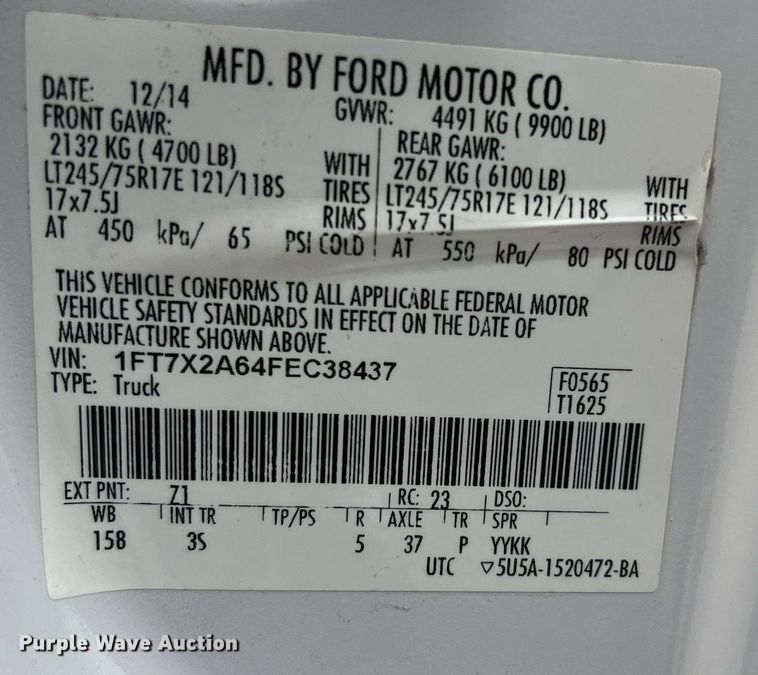 MFD. BY FORD MOTOR CO.
DATE: 12/14 GVWR: 4491 KG ( 9900 LB)
FRONT GAWR: REAR GAWR:
2132 KG ( 4700 LB) WITH 2767 KG ( 6100 LB) WITH
LT245/75R17E 121/118S TIRES LT245/75R17E 121/118S TIRES
17x7.5J RIMS 17x7.5J RIMS
AT 450 kPa/ 65 PSI COLD AT 550 kPa/ 80 PSI COLD
THIS VEHICLE CONFORMS TO ALL APPLICABLE FEDERAL MOTOR
VEHICLE SAFETY STANDARDS IN EFFECT ON THE DATE OF
MANUFACTURE SHOWN ABOVE.
VIN: 1FT7X2A64FEC38437
TYPE: Truck
F0565
T1625
EXT PNT: Z1 RC: 23 DSO:
WB INT TR TP/PS R AXLE TR SPR
158 3S 5 37 P YYKK
UTC ▽5U5A-1520472-BA
Purple Wave Auction